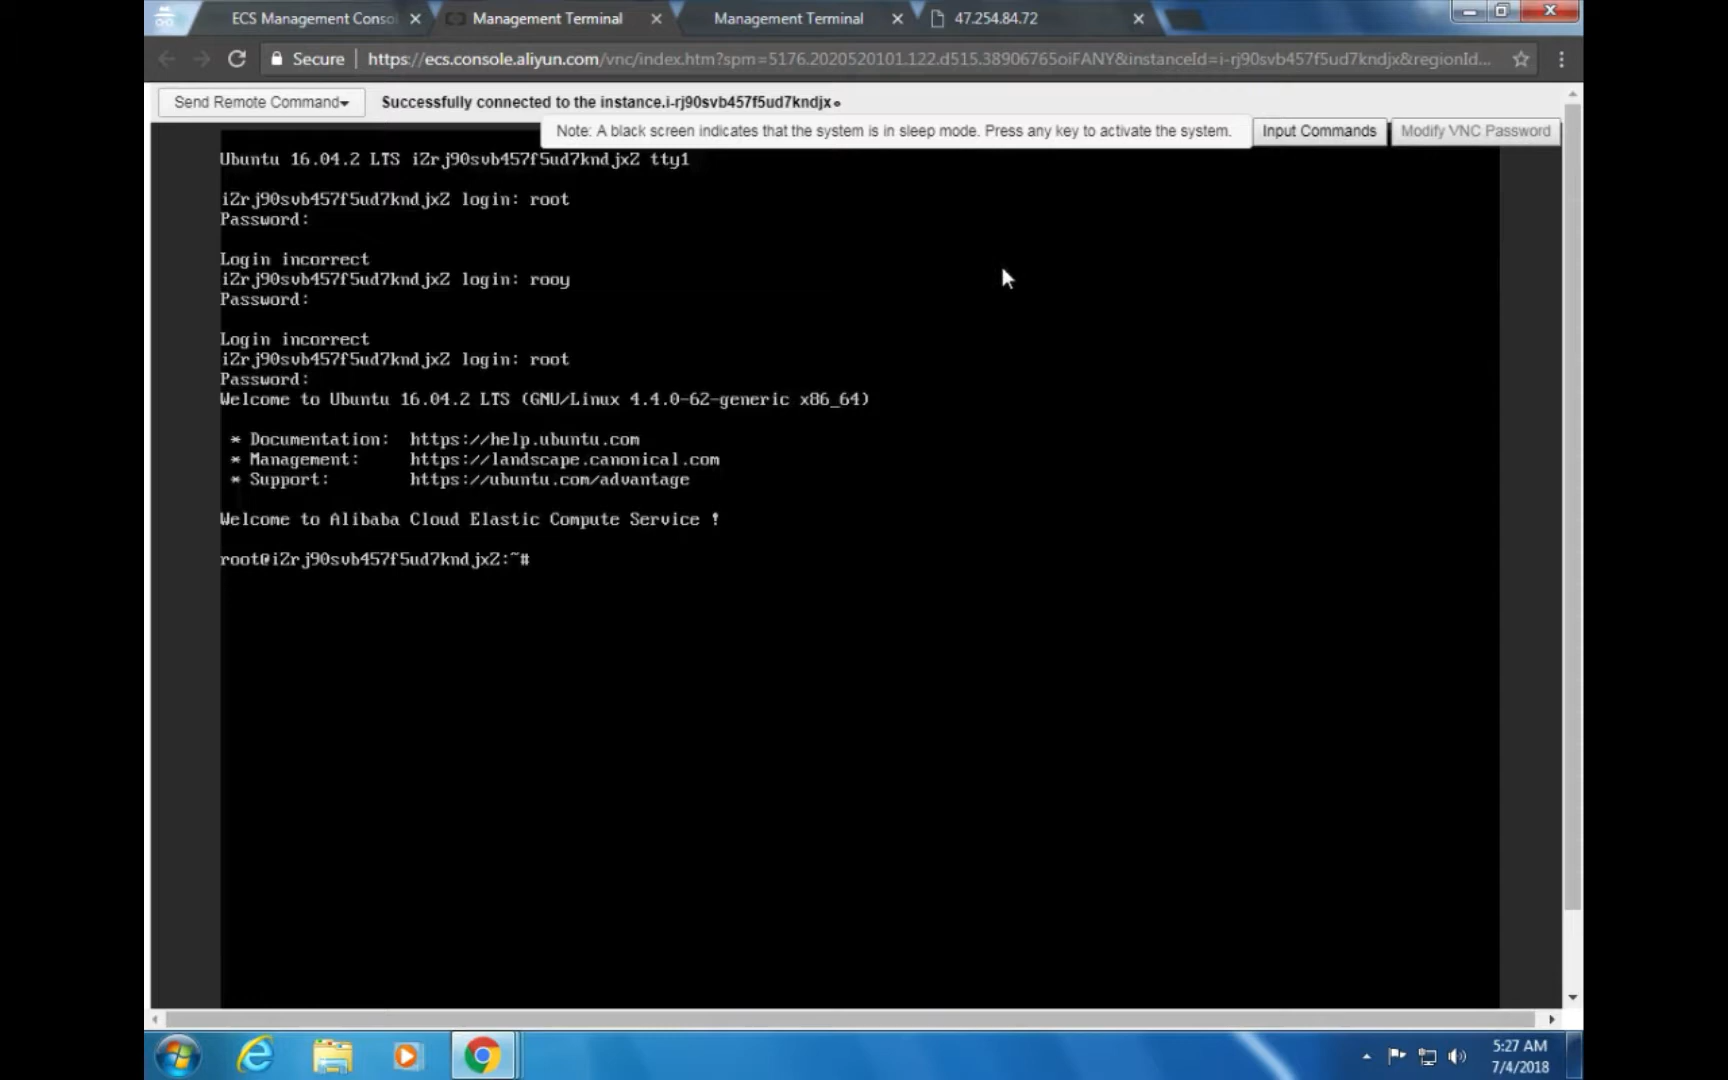 ECS Management Conso
Management Terminal
Management Terminal
47.254.84.72
Secure
https://ecs.console.aliyun.com/vnc/index.htm?spm=5176.2020520101.122.d515.38906765oiFANY&instanceId=i-rj90svb457f5ud7kndjx&regionId...
Send Remote Command
Successfully connected to the instance.i-rj90svb457f5ud7kndjx。
Note: A black screen indicates that the system is in sleep mode. Press any key to activate the system.
Input Commands
Modify VNC Password
Ubuntu 16.04.2 LTS iZrj90svb457f5ud7kndjxZ tty1
iZrj90svb457f5ud7kndjxZ login: root
Password:
Login incorrect
iZrj90svb457f5ud7kndjxZ login: rooy
Password:
Login incorrect
iZrj90svb457f5ud7kndjxZ login: root
Password:
Welcome to Ubuntu 16.04.2 LTS (GNU/Linux 4.4.0-62-generic x86_64)
* Documentation: https://help.ubuntu.com
* Management: https://landscape.canonical.com
* Support: https://ubuntu.com/advantage
Welcome to Alibaba Cloud Elastic Compute Service !
root@iZrj90svb457f5ud7kndjxZ:~#
5:27 AM
7/4/2018